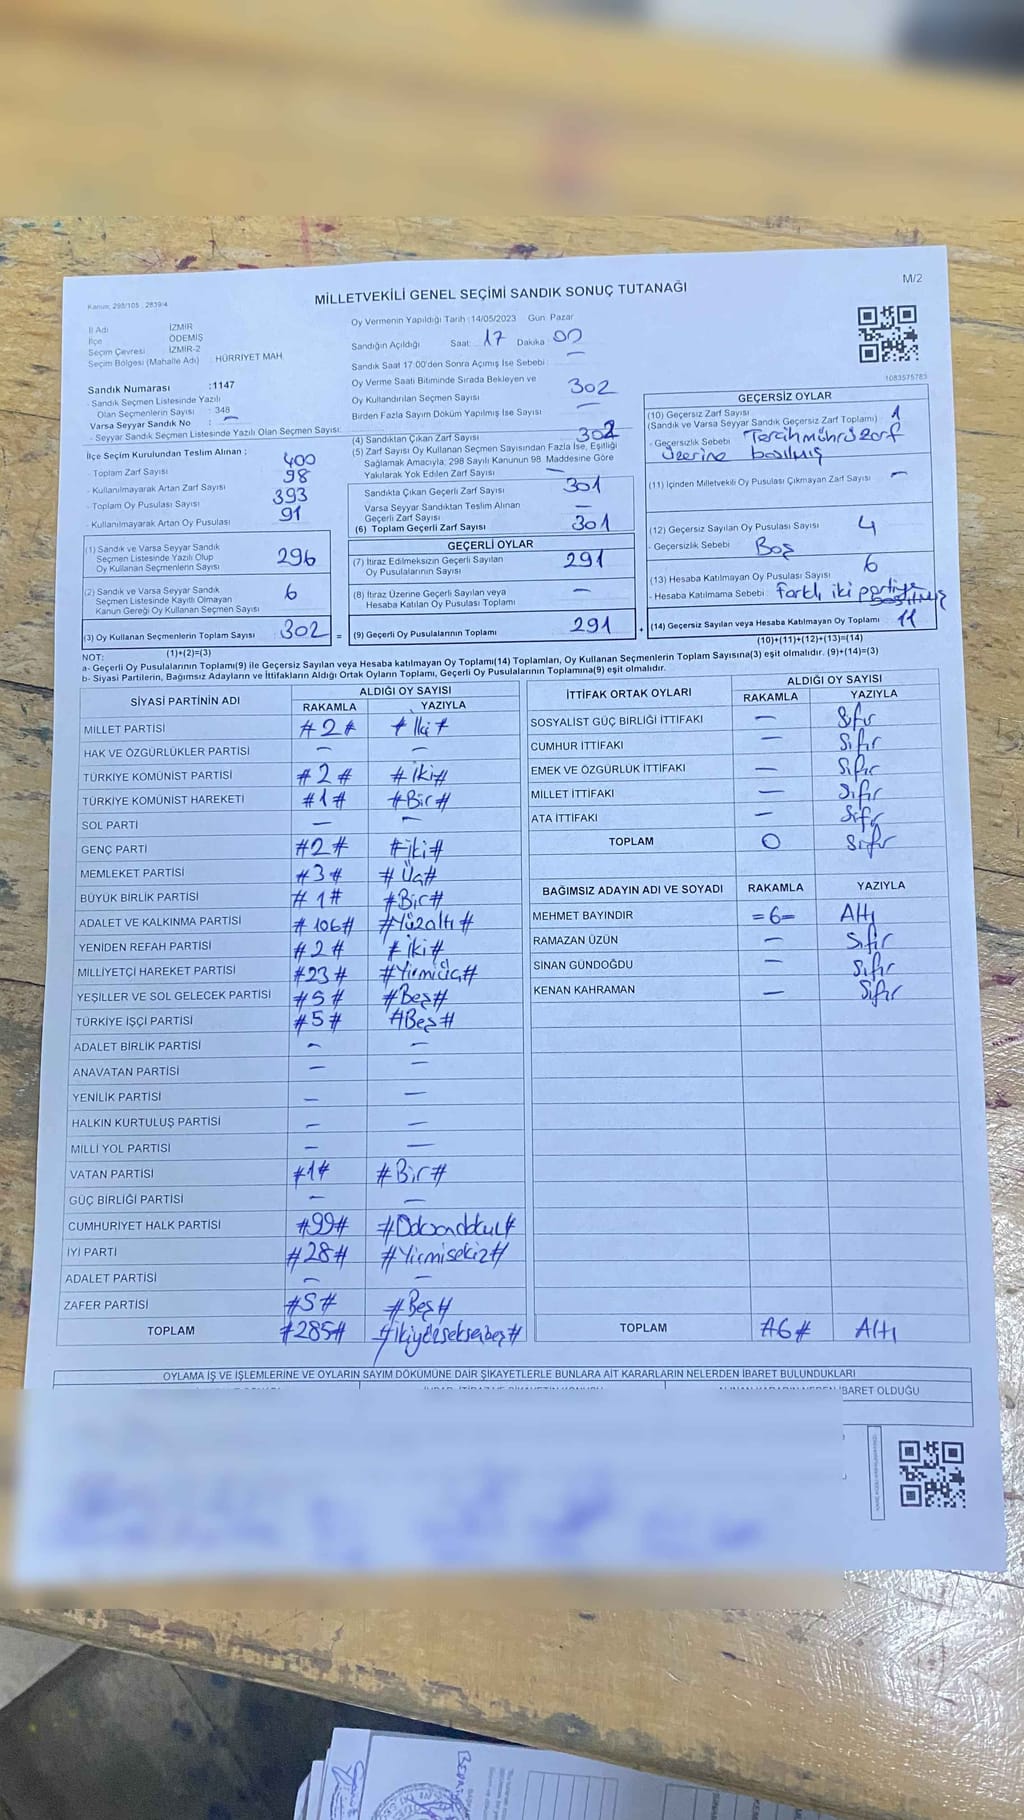 M/2
Kanun: 298/105 : 2839/4
MİLLETVEKİLİ GENEL SEÇİMİ SANDIK SONUÇ TUTANAĞI
İl Adı İZMİR
İlçe ÖDEMİŞ
Seçim Çevresi İZMİR-2
Seçim Bölgesi (Mahalle Adı) : HÜRRİYET MAH
Sandık Numarası :1147
- Sandık Seçmen Listesinde Yazılı
Olan Seçmenlerin Sayısı : 348
Varsa Seyyar Sandık No : —
- Seyyar Sandık Seçmen Listesinde Yazılı Olan Seçmen Sayısı:
İlçe Seçim Kurulundan Teslim Alınan ;
- Toplam Zarf Sayısı 400
- Kullanılmayarak Artan Zarf Sayısı 98
- Toplam Oy Pusulası Sayısı 393
- Kullanılmayarak Artan Oy Pusulası 91
Oy Vermenin Yapıldığı Tarih :14/05/2023 Gün: Pazar
Sandığın Açıldığı Saat: 17 Dakika 00
Sandık Saat 17:00'den Sonra Açımış İse Sebebi : —
Oy Verme Saati Bitiminde Sırada Bekleyen ve
Oy Kullandırılan Seçmen Sayısı 302
Birden Fazla Sayım Döküm Yapılmış İse Sayısı —
(4) Sandıktan Çıkan Zarf Sayısı 302
(5) Zarf Sayısı Oy Kullanan Seçmen Sayısından Fazla İse, Eşitliği
Sağlamak Amacıyla, 298 Sayılı Kanunun 98. Maddesine Göre
Yakılarak Yok Edilen Zarf Sayısı —
Sandıkta Çıkan Geçerli Zarf Sayısı 301
Varsa Seyyar Sandıktan Teslim Alınan
Geçerli Zarf Sayısı —
(6) Toplam Geçerli Zarf Sayısı 301
1083575783
GEÇERSİZ OYLAR
(10) Geçersiz Zarf Sayısı 1
(Sandık ve Varsa Seyyar Sandık Geçersiz Zarf Toplamı)
- Geçersizlik Sebebi Tercih mührü zarf
üzerine basılmış
(11) İçinden Milletvekili Oy Pusulası Çıkmayan Zarf Sayısı —
(12) Geçersiz Sayılan Oy Pusulası Sayısı 4
- Geçersizlik Sebebi : Boş
(13) Hesaba Katılmayan Oy Pusulası Sayısı 6
- Hesaba Katılmama Sebebi : farklı iki partiye
basılmış
(14) Geçersiz Sayılan veya Hesaba Katılmayan Oy Toplamı 11
(10)+(11)+(12)+(13)=(14)
(1) Sandık ve Varsa Seyyar Sandık
Seçmen Listesinde Yazılı Olup
Oy Kullanan Seçmenlerin Sayısı 296
(2) Sandık ve Varsa Seyyar Sandık
Seçmen Listesinde Kayıtlı Olmayan
Kanun Gereği Oy Kullanan Seçmen Sayısı 6
(3) Oy Kullanan Seçmenlerin Toplam Sayısı 302 =
(1)+(2)=(3)
GEÇERLİ OYLAR
(7) İtiraz Edilmeksizin Geçerli Sayılan
Oy Pusulalarının Sayısı 291
(8) İtiraz Üzerine Geçerli Sayılan veya
Hesaba Katılan Oy Pusulası Toplamı —
(9) Geçerli Oy Pusulalarının Toplamı 291 +
NOT:
a- Geçerli Oy Pusulalarının Toplamı(9) ile Geçersiz Sayılan veya Hesaba katılmayan Oy Toplamı(14) Toplamları, Oy Kullanan Seçmenlerin Toplam Sayısına(3) eşit olmalıdır. (9)+(14)=(3)
b- Siyasi Partilerin, Bağımsız Adayların ve İttifakların Aldığı Ortak Oyların Toplamı, Geçerli Oy Pusulalarının Toplamına(9) eşit olmalıdır.
SİYASİ PARTİNİN ADI ALDIĞI OY SAYISI
RAKAMLA YAZIYLA
MİLLET PARTİSİ #2# # İki #
HAK VE ÖZGÜRLÜKLER PARTİSİ — —
TÜRKİYE KOMÜNİST PARTİSİ #2# #iki#
TÜRKİYE KOMÜNİST HAREKETİ #1# #Bir#
SOL PARTİ — —
GENÇ PARTİ #2# #iki#
MEMLEKET PARTİSİ #3# #Üç#
BÜYÜK BİRLİK PARTİSİ #1# #Bir#
ADALET VE KALKINMA PARTİSİ #106# #Yüzaltı#
YENİDEN REFAH PARTİSİ #2# #iki#
MİLLİYETÇİ HAREKET PARTİSİ #23# #Yirmiüç#
YEŞİLLER VE SOL GELECEK PARTİSİ #5# #Beş#
TÜRKİYE İŞÇİ PARTİSİ #5# #Beş#
ADALET BİRLİK PARTİSİ — —
ANAVATAN PARTİSİ — —
YENİLİK PARTİSİ — —
HALKIN KURTULUŞ PARTİSİ — —
MİLLİ YOL PARTİSİ — —
VATAN PARTİSİ #1# #Bir#
GÜÇ BİRLİĞİ PARTİSİ — —
CUMHURİYET HALK PARTİSİ #99# #Doksandokuz#
İYİ PARTİ #28# #Yirmisekiz#
ADALET PARTİSİ — —
ZAFER PARTİSİ #5# #Beş#
TOPLAM #285# #ikiyüzseksenbeş#
İTTİFAK ORTAK OYLARI ALDIĞI OY SAYISI
RAKAMLA YAZIYLA
SOSYALİST GÜÇ BİRLİĞİ İTTİFAKI — Sıfır
CUMHUR İTTİFAKI — Sıfır
EMEK VE ÖZGÜRLÜK İTTİFAKI — Sıfır
MİLLET İTTİFAKI — Sıfır
ATA İTTİFAKI — Sıfır
TOPLAM 0 Sıfır
BAĞIMSIZ ADAYIN ADI VE SOYADI RAKAMLA YAZIYLA
MEHMET BAYINDIR =6= Altı
RAMAZAN ÜZÜN — Sıfır
SİNAN GÜNDOĞDU — Sıfır
KENAN KAHRAMAN — Sıfır
TOPLAM #6# Altı
OYLAMA İŞ VE İŞLEMLERİNE VE OYLARIN SAYIM DÖKÜMÜNE DAİR ŞİKAYETLERLE BUNLARA AİT KARARLARIN NELERDEN İBARET BULUNDUKLARI
İBARET OLDUĞU